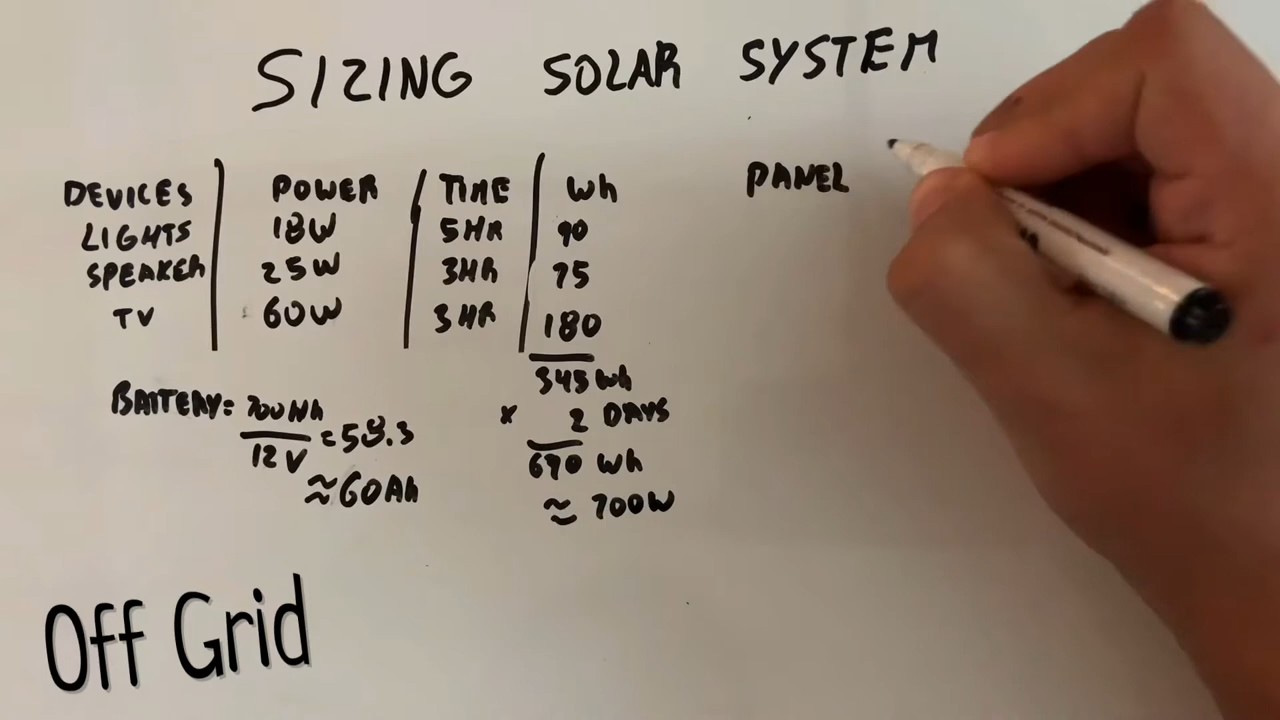 SIZING SOLAR SYSTEM
DEVICES POWER TIME Wh
LIGHTS 18W 5HR 90
SPEAKER 25W 3HR 75
TV 60W 3HR 180
345 Wh
x 2 DAYS
690 Wh
≈ 700W
BATTERY= 700Wh
12V
=58.3
≈60Ah
PANEL
Off Grid